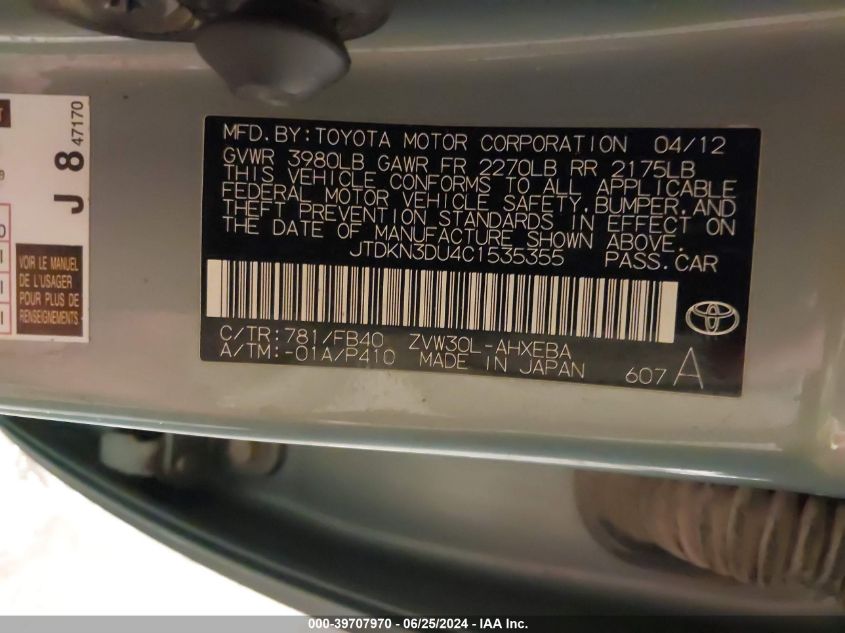 MFD. BY: TOYOTA MOTOR CORPORATION 04/12
GVWR 3980LB GAWR FR 2270LB RR 2175LB
THIS VEHICLE CONFORMS TO ALL APPLICABLE
FEDERAL MOTOR VEHICLE SAFETY, BUMPER, AND
THEFT PREVENTION STANDARDS IN EFFECT ON
THE DATE OF MANUFACTURE SHOWN ABOVE.
JTDKN3DU4C1535355 PASS. CAR
C/TR: 781/FB40 ZVW30L-AHXEBA
A/TM: -01A/P410 MADE IN JAPAN 607 A
J 8 47170
VOIR LE MANUEL
DE L'USAGER
POUR PLUS DE
RENSEIGNEMENTS
000-39707970 - 06/25/2024 - IAA Inc.